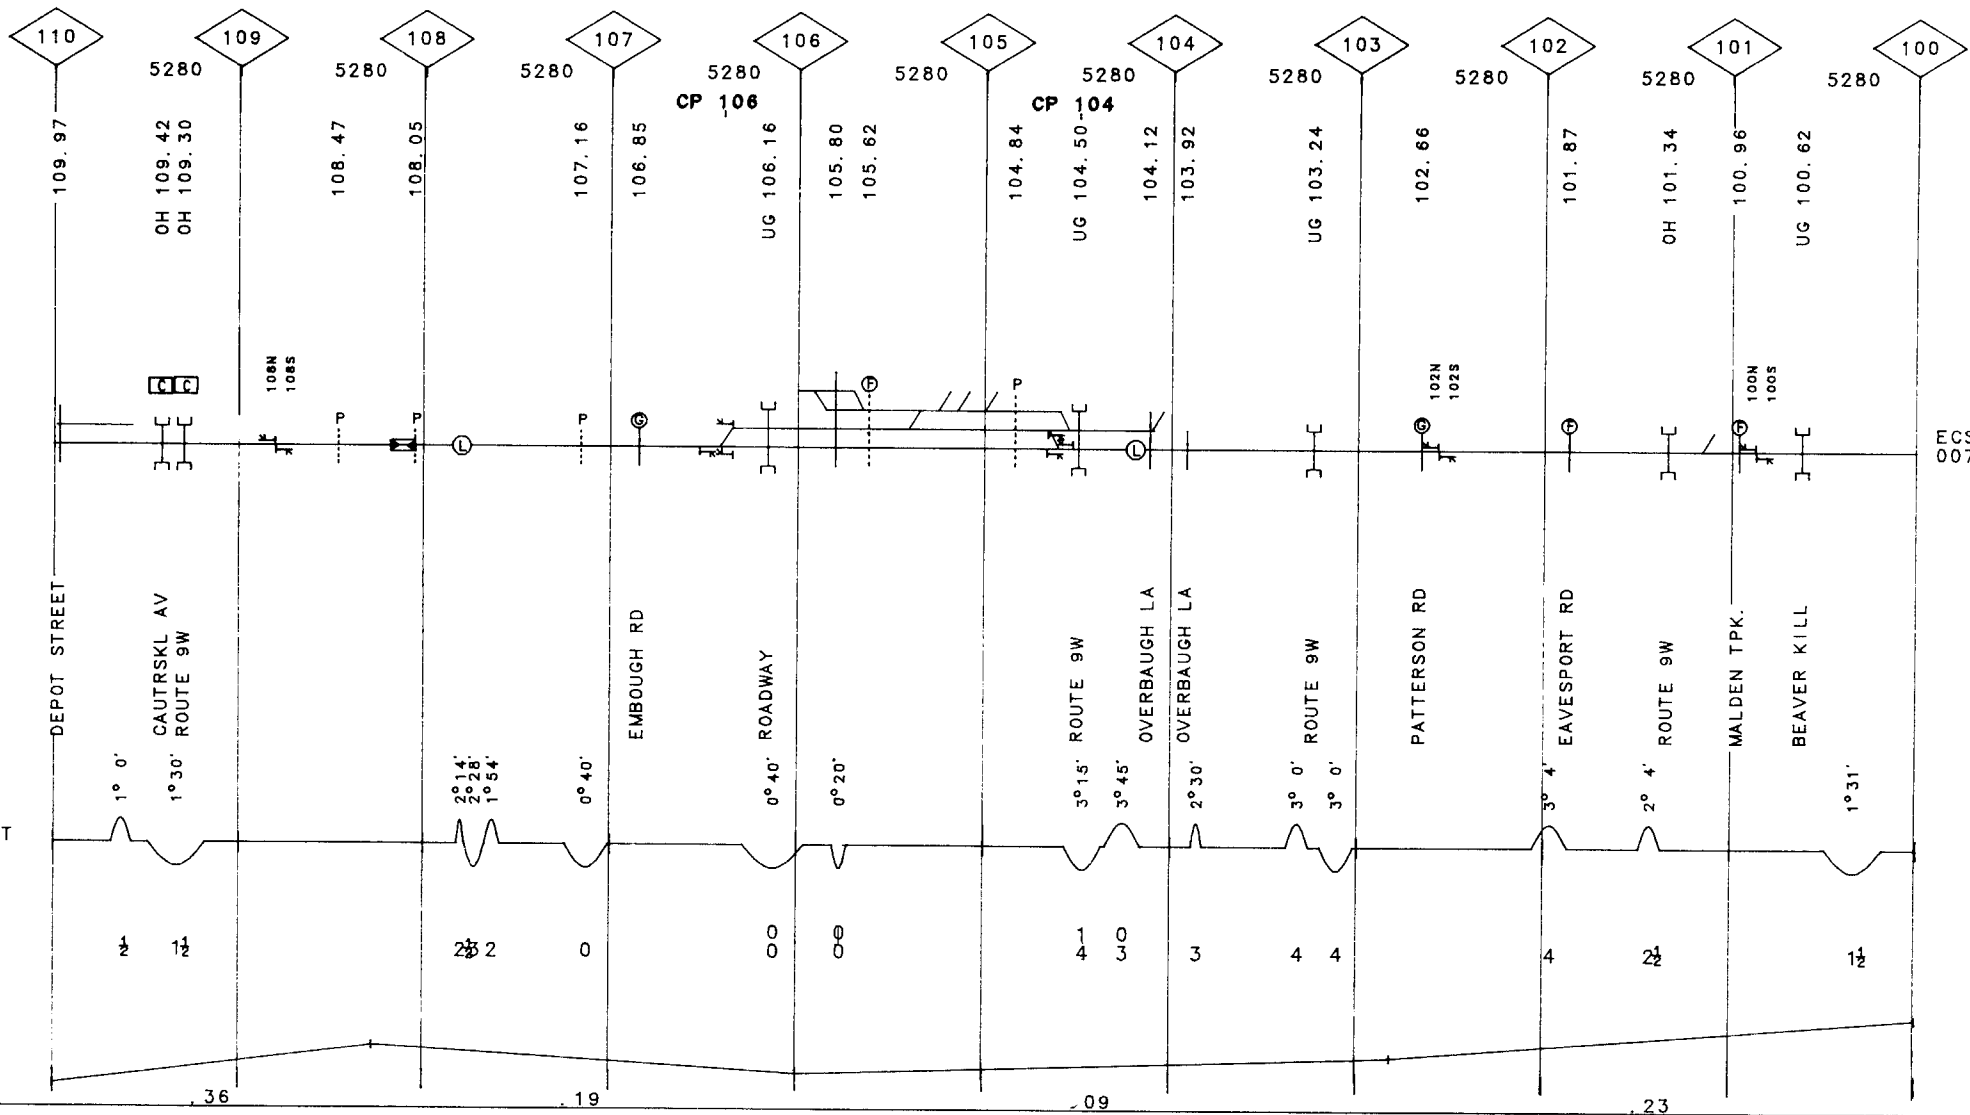 110 109 108 107 106 105 104 103 102 101 100
5280 5280 5280 5280 5280 5280 5280 5280 5280 5280
CP 106 CP 104
109.97
OH 109.42
OH 109.30
108.47
108.05
107.16
106.85
UG 106.16
105.80
105.62
104.84
UG 104.50
104.12
103.92
UG 103.24
102.66
101.87
OH 101.34
100.96
UG 100.62
C C
108N
108S
102N
102S
100N
100S
P P L P G F P L G F F
ECS
007
DEPOT STREET
CAUTRSKL AV
ROUTE 9W
EMBOUGH RD
ROADWAY
ROUTE 9W
OVERBAUGH LA
OVERBAUGH LA
ROUTE 9W
PATTERSON RD
EAVESPORT RD
ROUTE 9W
MALDEN TPK.
BEAVER KILL
1° 0'
1°30'
2°14'
2°28'
1°54'
0°40'
0°40'
0°20'
3°15'
3°45'
2°30'
3° 0'
3° 0'
3° 4'
2° 4'
1°31'
T
0 0 1 0
½ 1½ 2 2 0 0 0 4 3 3 4 4 4 2½ 1½
.36 .19 .09 .23